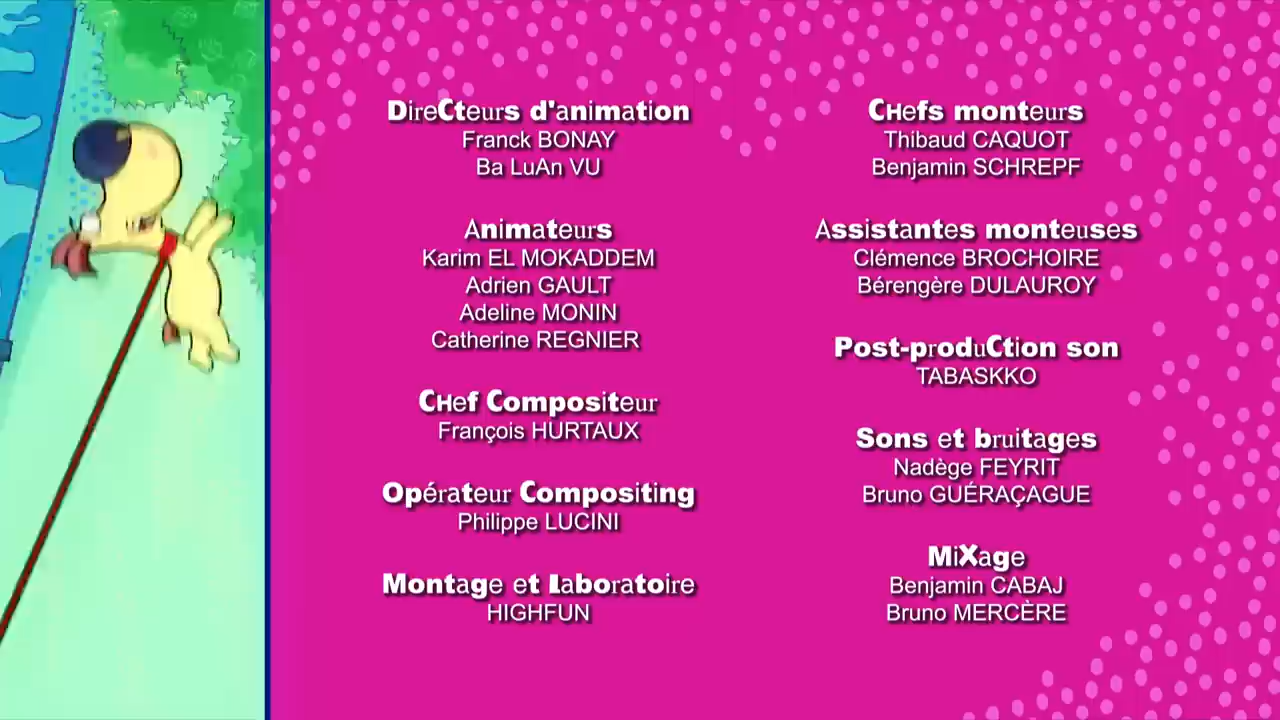 DireCteurs d'animation
Franck BONAY
Ba LuAn VU
Animateurs
Karim EL MOKADDEM
Adrien GAULT
Adeline MONIN
Catherine REGNIER
CHef Compositeur
François HURTAUX
Opérateur Compositing
Philippe LUCINI
Montage et Laboratoire
HIGHFUN
CHefs monteurs
Thibaud CAQUOT
Benjamin SCHREPF
Assistantes monteuses
Clémence BROCHOIRE
Bérengère DULAUROY
Post-produCtion son
TABASKKO
Sons et bruitages
Nadège FEYRIT
Bruno GUÉRAÇAGUE
MiXage
Benjamin CABAJ
Bruno MERCÈRE